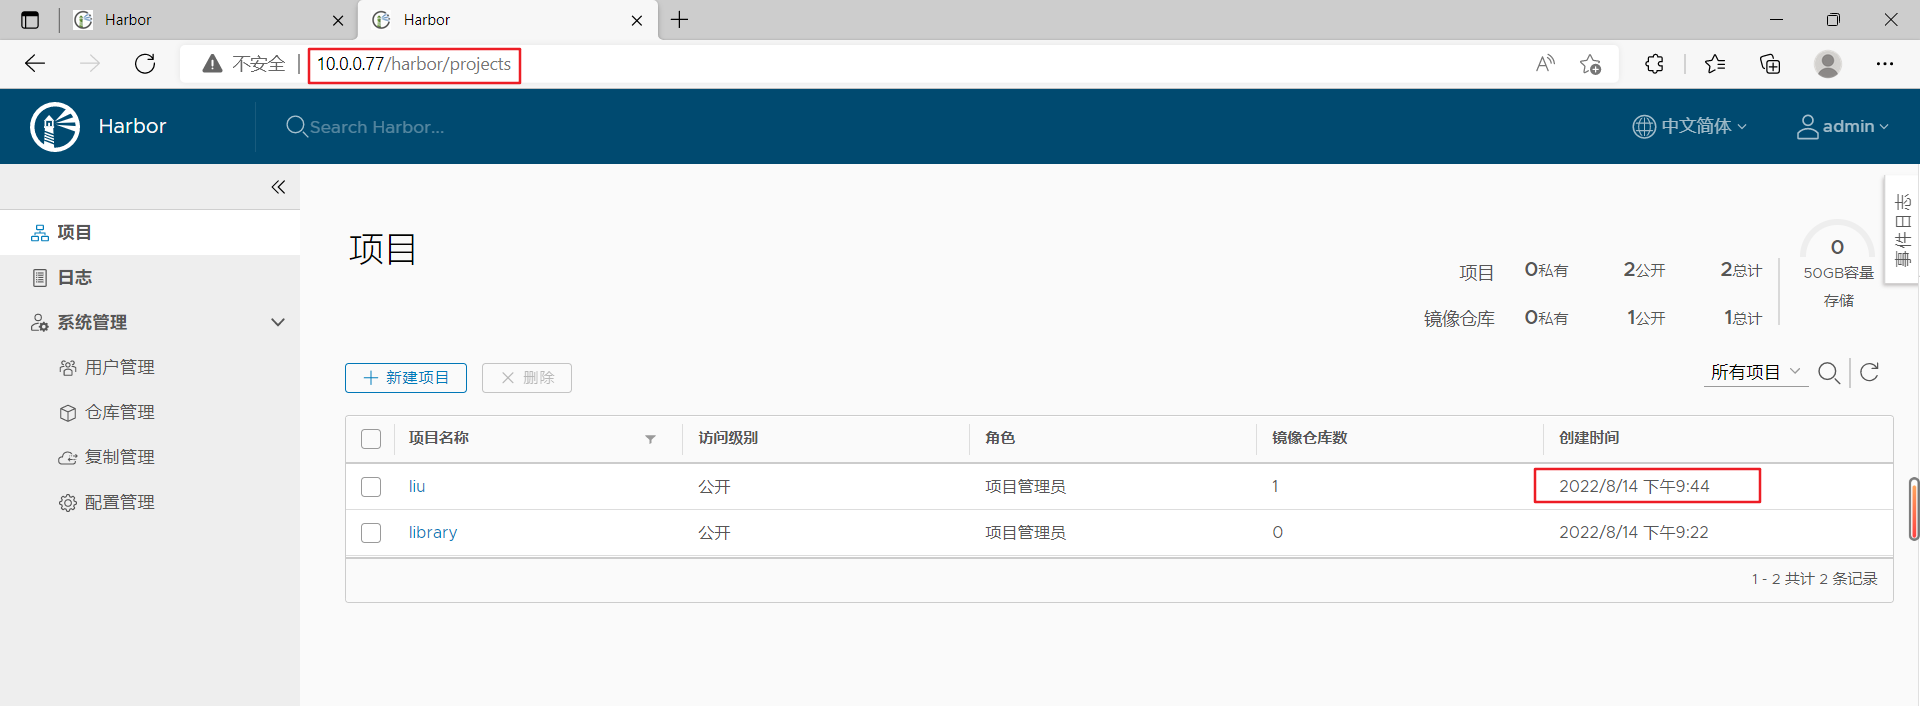 Harbor
Harbor
不安全
10.0.0.77/harbor/projects
Harbor
Search Harbor...
中文简体
admin
项目
日志
系统管理
用户管理
仓库管理
复制管理
配置管理
项目
项目 0私有 2公开 2总计
镜像仓库 0私有 1公开 1总计
0
50GB容量
存储
事件日志
新建项目
删除
所有项目
项目名称 访问级别 角色 镜像仓库数 创建时间
liu 公开 项目管理员 1 2022/8/14 下午9:44
library 公开 项目管理员 0 2022/8/14 下午9:22
1 - 2 共计 2 条记录